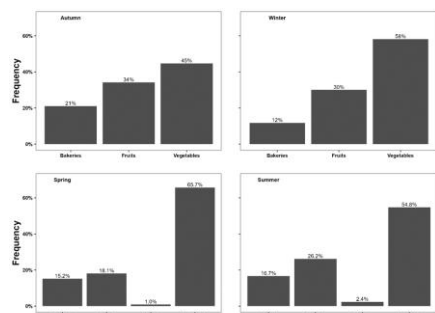 Autumn
Winter
60%
40%
20%
0%
Frequency
21%
34%
45%
12%
30%
58%
Bakeries Fruits Vegetables
Bakeries Fruits Vegetables
Spring
Summer
60%
40%
20%
0%
Frequency
15.2%
18.1%
1.0%
65.7%
16.7%
26.2%
2.4%
54.8%